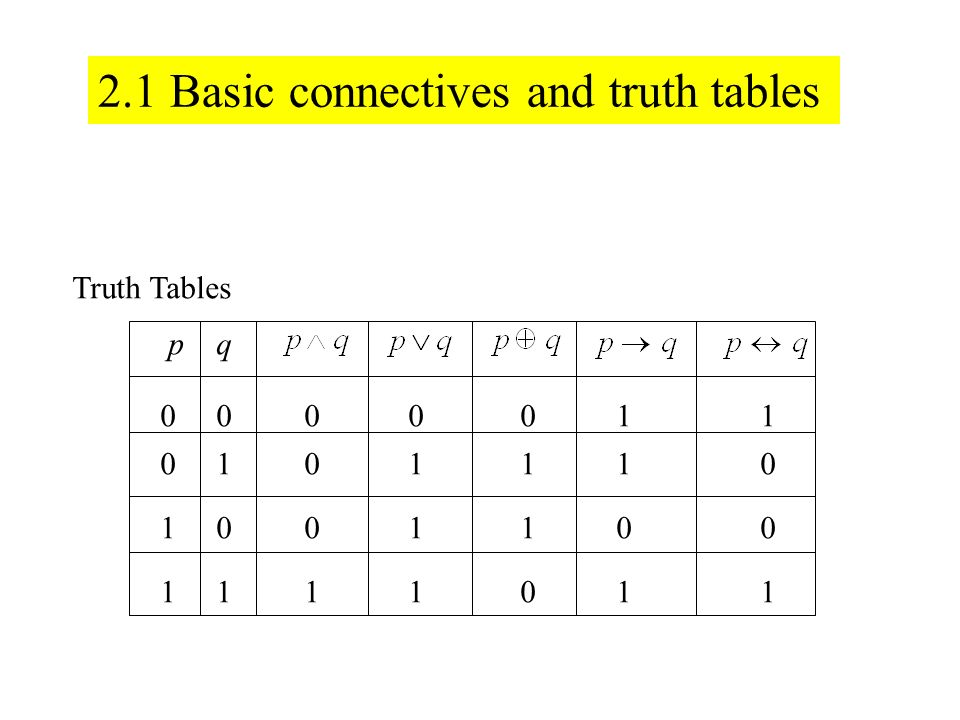 2.1 Basic connectives and truth tables
Truth Tables
p q p ∧ q p ∨ q p ⊕ q p → q p ↔ q
0 0 0 0 0 1 1
0 1 0 1 1 1 0
1 0 0 1 1 0 0
1 1 1 1 0 1 1